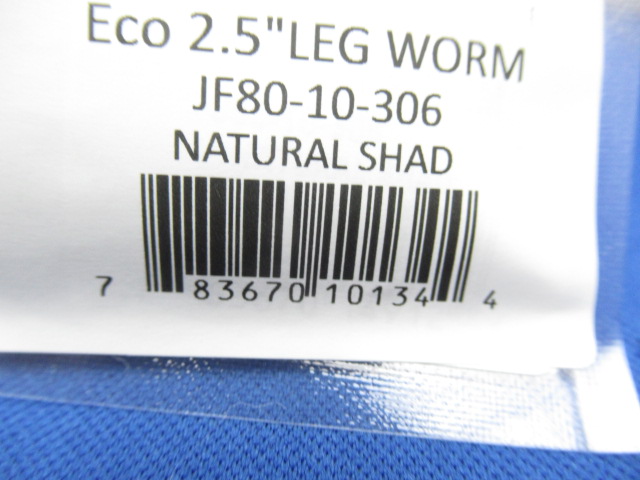 Eco 2.5"LEG WORM
JF80-10-306
NATURAL SHAD
7 83670 10134 4